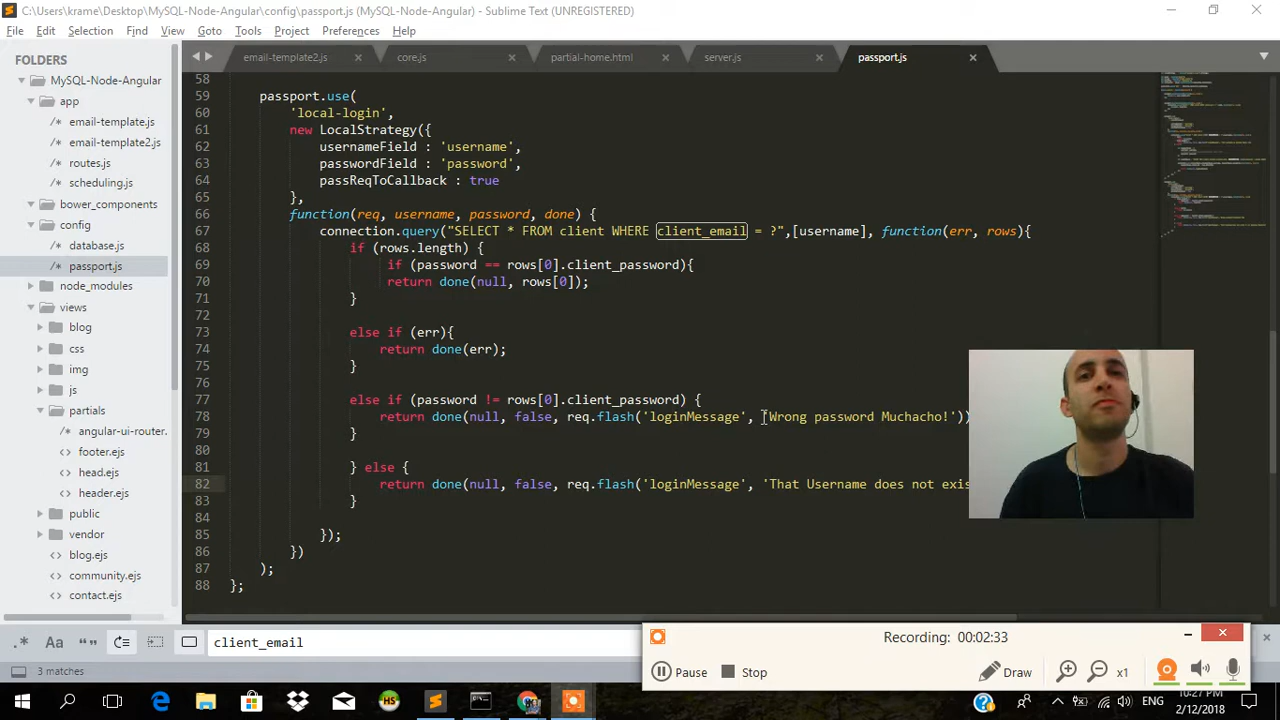 C:\Users\krame\Desktop\MySQL-Node-Angular\config\passport.js (MySQL-Node-Angular) - Sublime Text (UNREGISTERED)
File Edit Selection Find View Goto Tools Project Preferences Help
FOLDERS
MySQL-Node-Angular
app
email-template.js
email-template2.js
routes.js
scheduling.js
bower_components
config
database.js
passport.js
node_modules
views
blog
css
img
js
partials
angular-ui-router.
footer.ejs
head.ejs
header.ejs
public
vendor
blog.ejs
community.ejs
contact.ejs
email-template2.js core.js partial-home.html server.js passport.js
58
59 passport.use(
60 'local-login',
61 new LocalStrategy({
62 usernameField : 'username',
63 passwordField : 'password',
64 passReqToCallback : true
65 },
66 function(req, username, password, done) {
67 connection.query("SELECT * FROM client WHERE client_email = ?",[username], function(err, rows){
68 if (rows.length) {
69 if (password == rows[0].client_password){
70 return done(null, rows[0]);
71 }
72
73 else if (err){
74 return done(err);
75 }
76
77 else if (password != rows[0].client_password) {
78 return done(null, false, req.flash('loginMessage', 'Wrong password Muchacho!'))
79 }
80
81 } else {
82 return done(null, false, req.flash('loginMessage', 'That Username does not exis
83 }
84
85 });
86 })
87 );
88 };
.* Aa “” client_email
3 matches
Recording: 00:02:33
Pause Stop Draw x1
HS ENG 10:27 PM
2/12/2018